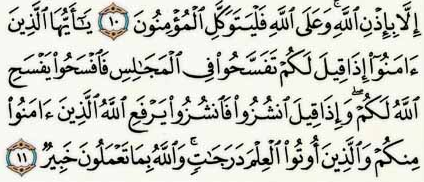 إِلَّا بِإِذْنِ ٱللَّهِ ۚ وَعَلَى ٱللَّهِ فَلْيَتَوَكَّلِ ٱلْمُؤْمِنُونَ ١٠ يَـٰٓأَيُّهَا ٱلَّذِينَ
ءَامَنُوٓا۟ إِذَا قِيلَ لَكُمْ تَفَسَّحُوا۟ فِى ٱلْمَجَـٰلِسِ فَٱفْسَحُوا۟ يَفْسَحِ
ٱللَّهُ لَكُمْ ۖ وَإِذَا قِيلَ ٱنشُزُوا۟ فَٱنشُزُوا۟ يَرْفَعِ ٱللَّهُ ٱلَّذِينَ ءَامَنُوا۟
مِنكُمْ وَٱلَّذِينَ أُوتُوا۟ ٱلْعِلْمَ دَرَجَـٰتٍ ۚ وَٱللَّهُ بِمَا تَعْمَلُونَ خَبِيرٌ ١١